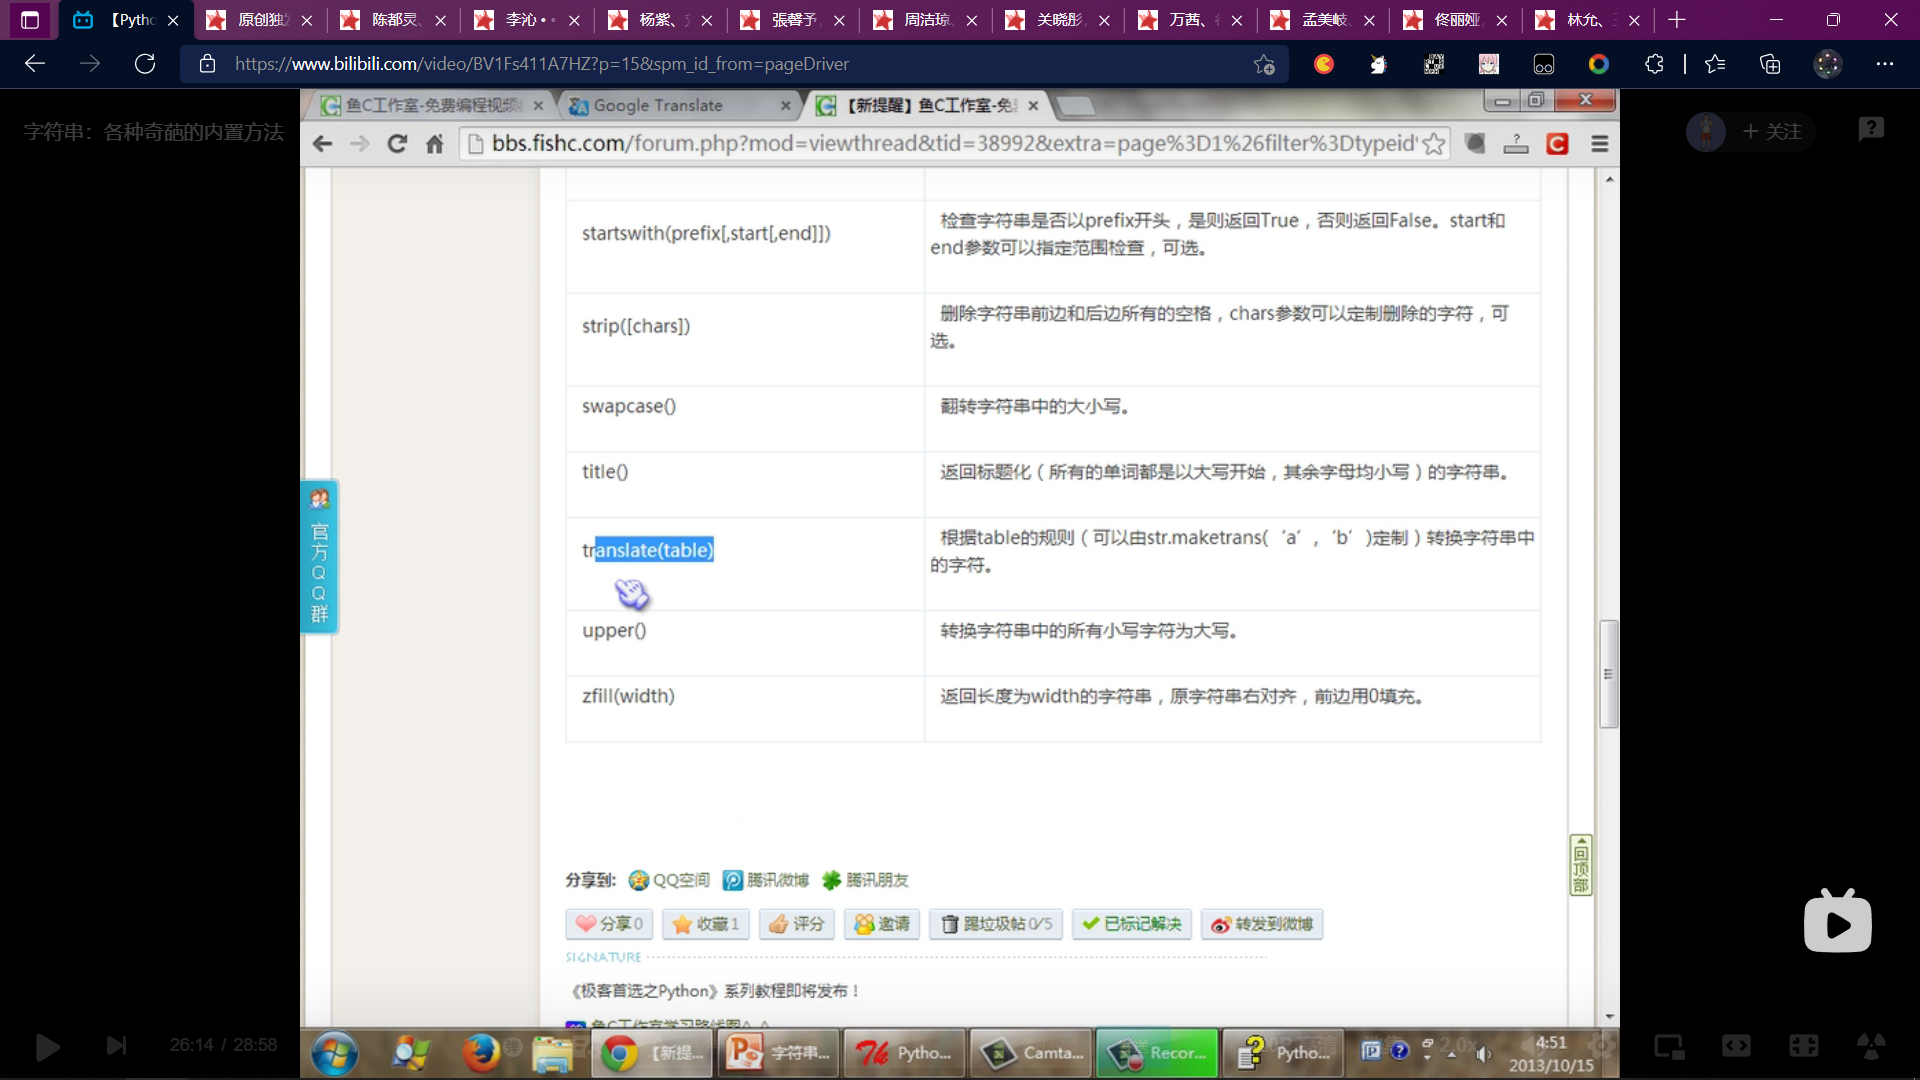 【Pytho
原创独发
陈都灵、
李沁 •
杨紫、
張韾予
周洁琼、
关晓彤
万茜、
孟美岐、
佟丽娅
林允、
https://www.bilibili.com/video/BV1Fs411A7HZ?p=15&spm_id_from=pageDriver
字符串：各种奇葩的内置方法
+ 关注
鱼C工作室-免费编程视频
Google Translate
【新提醒】鱼C工作室-免
bbs.fishc.com/forum.php?mod=viewthread&tid=38992&extra=page%3D1%26filter%3Dtypeid
startswith(prefix[,start[,end]])
检查字符串是否以prefix开头，是则返回True，否则返回False。start和
end参数可以指定范围检查，可选。
strip([chars])
删除字符串前边和后边所有的空格，chars参数可以定制删除的字符，可
选。
swapcase()
翻转字符串中的大小写。
title()
返回标题化（所有的单词都是以大写开始，其余字母均小写）的字符串。
translate(table)
根据table的规则（可以由str.maketrans(‘a’,‘b’)定制）转换字符串中
的字符。
upper()
转换字符串中的所有小写字符为大写。
zfill(width)
返回长度为width的字符串，原字符串右对齐，前边用0填充。
官方QQ群
回顶部
分享到: QQ空间 腾讯微博 腾讯朋友
分享 0 收藏 1 评分 邀请 踢垃圾帖 0/5 已标记解决 转发到微博
SIGNATURE
《极客首选之Python》系列教程即将发布！
鱼C工作室学习路线图^_^
26:14 / 28:58
【新提...
字符串...
Pytho...
Camta...
Recor...
Pytho...
2.0x
4:51
2013/10/15